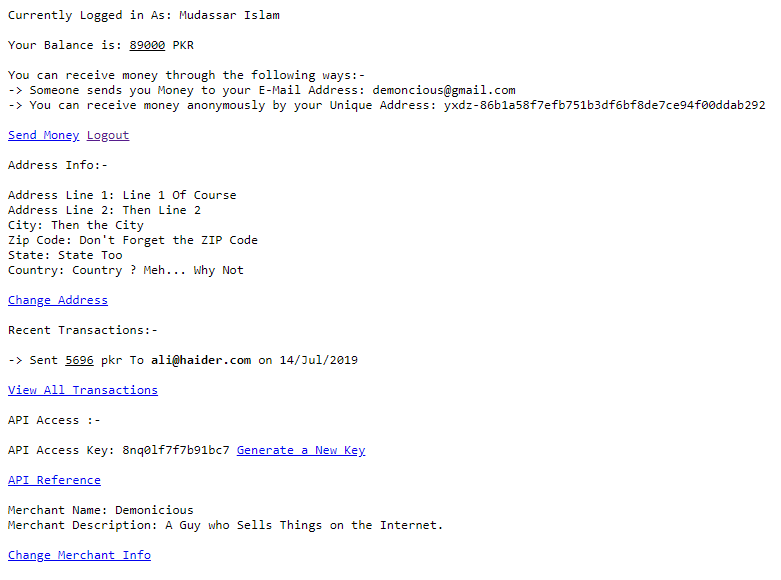 Currently Logged in As: Mudassar Islam
Your Balance is: 89000 PKR
You can receive money through the following ways:-
-> Someone sends you Money to your E-Mail Address: demoncious@gmail.com
-> You can receive money anonymously by your Unique Address: yxdz-86b1a58f7efb751b3df6bf8de7ce94f00ddab292
Send Money Logout
Address Info:-
Address Line 1: Line 1 Of Course
Address Line 2: Then Line 2
City: Then the City
Zip Code: Don't Forget the ZIP Code
State: State Too
Country: Country ? Meh... Why Not
Change Address
Recent Transactions:-
-> Sent 5696 pkr To ali@haider.com on 14/Jul/2019
View All Transactions
API Access :-
API Access Key: 8nq0lf7f7b91bc7 Generate a New Key
API Reference
Merchant Name: Demonicious
Merchant Description: A Guy who Sells Things on the Internet.
Change Merchant Info